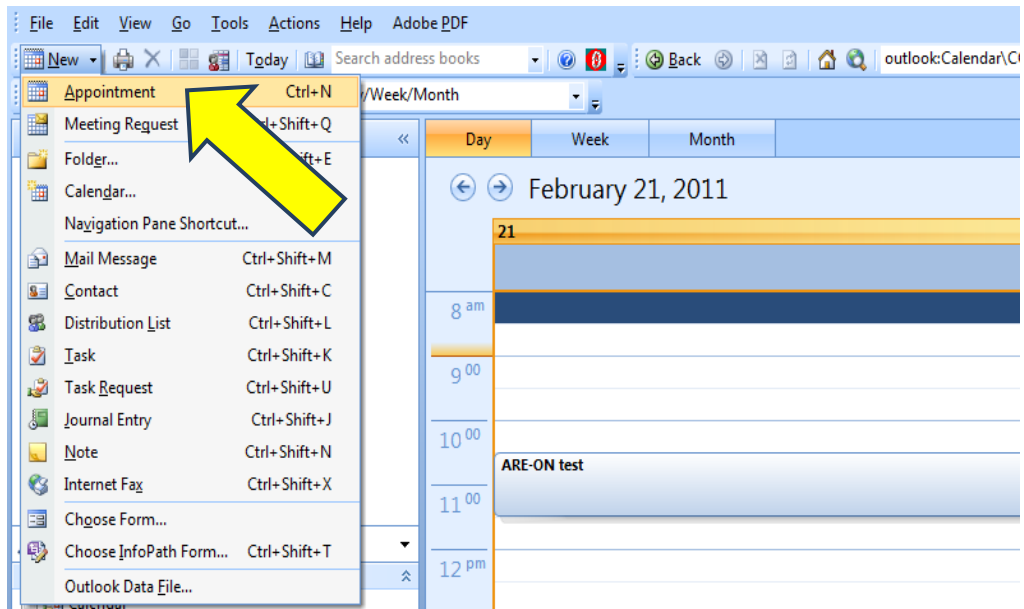 File Edit View Go Tools Actions Help Adobe PDF
New Today Search address books Back outlook:Calendar\
Appointment Ctrl+N /Week/Month
Meeting Request +Shift+Q
Day Week Month
Folder... +E
Calendar...
February 21, 2011
Navigation Pane Shortcut...
21
Mail Message Ctrl+Shift+M
Contact Ctrl+Shift+C
8 am
Distribution List Ctrl+Shift+L
Task Ctrl+Shift+K
9 00
Task Request Ctrl+Shift+U
Journal Entry Ctrl+Shift+J
10 00
Note Ctrl+Shift+N
ARE-ON test
Internet Fax Ctrl+Shift+X
11 00
Choose Form...
Choose InfoPath Form... Ctrl+Shift+T
12 pm
Outlook Data File...